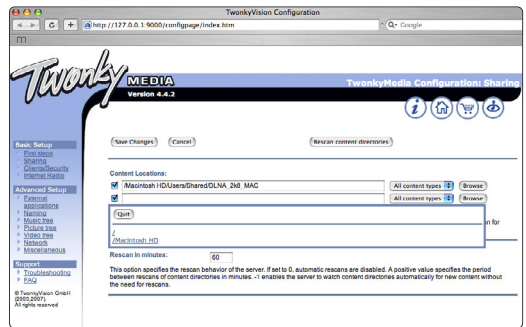 TwonkyVision Configuration
http://127.0.0.1:9000/configpage/index.htm
Google
Twonky
MEDIA
Version 4.4.2
TwonkyMedia Configuration: Sharing
Save Changes
Cancel
Rescan content directories
Basic Setup
First steps
Sharing
Clients/Security
Internet Radio
Advanced Setup
External applications
Naming
Music tree
Picture tree
Video tree
Network
Miscellaneous
Support
Troubleshooting
FAQ
© TwonkyVision GmbH
(2003,2007).
All rights reserved
Content Locations:
/Macintosh HD/Users/Shared/DLNA_2k8_MAC
All content types
Browse
All content types
Browse
Quit
n for
/
/Macintosh HD
Rescan in minutes:
60
This option specifies the rescan behavior of the server. If set to 0, automatic rescans are disabled. A positive value specifies the period
between rescans of content directories in minutes. -1 enables the server to watch content directories automatically for new content without
the need for rescans.